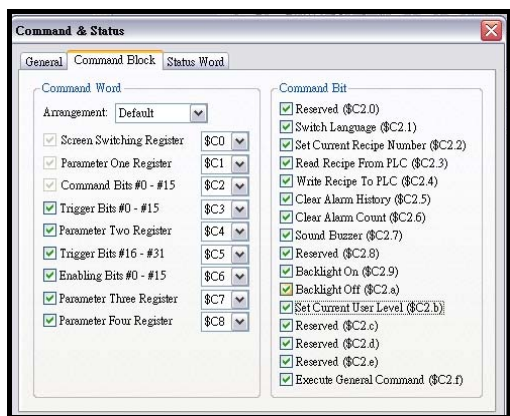 Command & Status
General Command Block Status Word
Command Word
Arrangement: Default
Screen Switching Register $C0
Parameter One Register $C1
Command Bits #0 - #15 $C2
Trigger Bits #0 - #15 $C3
Parameter Two Register $C4
Trigger Bits #16 - #31 $C5
Enabling Bits #0 - #15 $C6
Parameter Three Register $C7
Parameter Four Register $C8
Command Bit
Reserved ($C2.0)
Switch Language ($C2.1)
Set Current Recipe Number ($C2.2)
Read Recipe From PLC ($C2.3)
Write Recipe To PLC ($C2.4)
Clear Alarm History ($C2.5)
Clear Alarm Count ($C2.6)
Sound Buzzer ($C2.7)
Reserved ($C2.8)
Backlight On ($C2.9)
Backlight Off ($C2.a)
Set Current User Level ($C2.b)
Reserved ($C2.c)
Reserved ($C2.d)
Reserved ($C2.e)
Execute General Command ($C2.f)